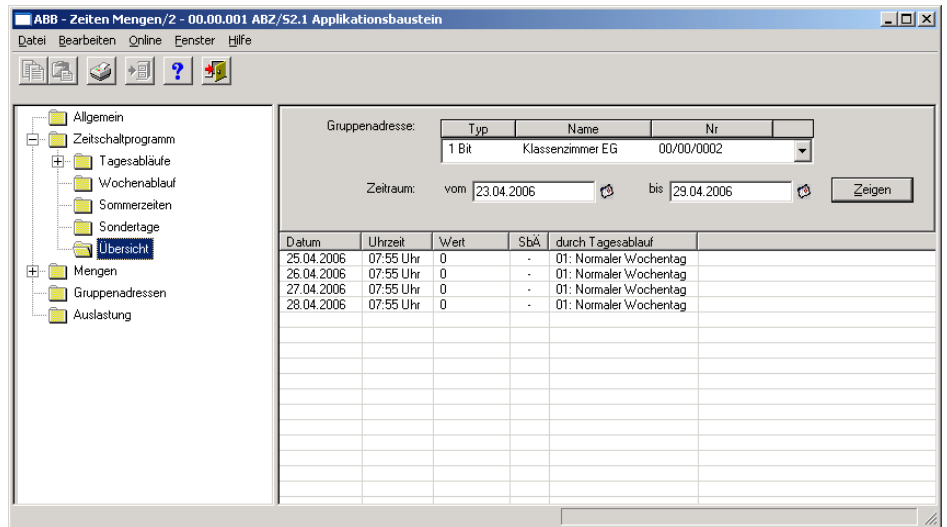 ABB - Zeiten Mengen/2 - 00.00.001 ABZ/S2.1 Applikationsbaustein
Datei Bearbeiten Online Fenster Hilfe
?
Allgemein
Zeitschaltprogramm
Tagesabläufe
Wochenablauf
Sommerzeiten
Sondertage
Übersicht
Mengen
Gruppenadressen
Auslastung
Gruppenadresse:
Typ Name Nr
1 Bit Klassenzimmer EG 00/00/0002
Zeitraum: vom 23.04.2006 bis 29.04.2006 Zeigen
Datum Uhrzeit Wert SbÄ durch Tagesablauf
25.04.2006 07:55 Uhr 0 - 01: Normaler Wochentag
26.04.2006 07:55 Uhr 0 - 01: Normaler Wochentag
27.04.2006 07:55 Uhr 0 - 01: Normaler Wochentag
28.04.2006 07:55 Uhr 0 - 01: Normaler Wochentag